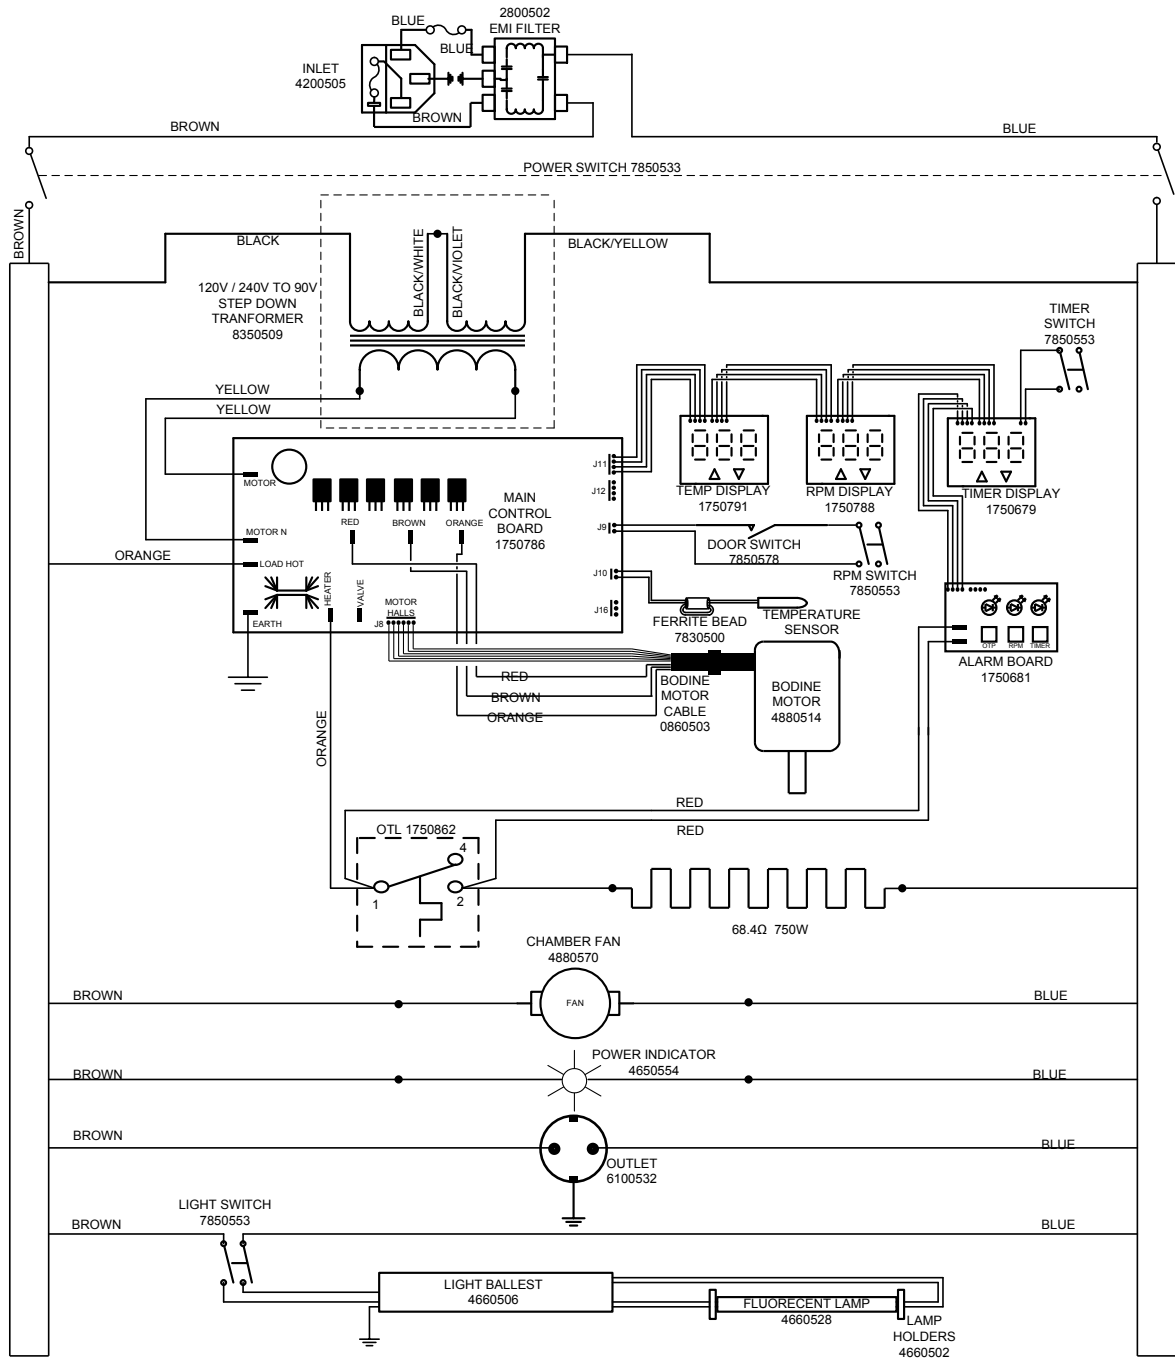 BLUE
2800502
EMI FILTER
BLUE
INLET
4200505
BROWN
BROWN
BLUE
POWER SWITCH 7850533
BROWN
BLACK
BLACK/WHITE
BLACK/VIOLET
BLACK/YELLOW
120V / 240V TO 90V
STEP DOWN
TRANFORMER
8350509
TIMER
SWITCH
7850553
YELLOW
YELLOW
MOTOR
J11
J12
TEMP DISPLAY
1750791
RPM DISPLAY
1750788
TIMER DISPLAY
1750679
MAIN
CONTROL
BOARD
1750786
RED
BROWN
ORANGE
MOTOR N
J9
DOOR SWITCH
7850578
RPM SWITCH
7850553
ORANGE
LOAD HOT
HEATER
VALVE
J10
J16
FERRITE BEAD
7830500
TEMPERATURE
SENSOR
EARTH
MOTOR
HALLS
J8
OTP
RPM
TIMER
ALARM BOARD
1750681
RED
BROWN
ORANGE
BODINE
MOTOR
CABLE
0860503
BODINE
MOTOR
4880514
ORANGE
RED
RED
OTL 1750862
4
1
2
68.4Ω 750W
CHAMBER FAN
4880570
BROWN
FAN
BLUE
POWER INDICATOR
4650554
BROWN
BLUE
BROWN
BLUE
OUTLET
6100532
LIGHT SWITCH
7850553
BROWN
BLUE
LIGHT BALLEST
4660506
FLUORECENT LAMP
4660528
LAMP
HOLDERS
4660502